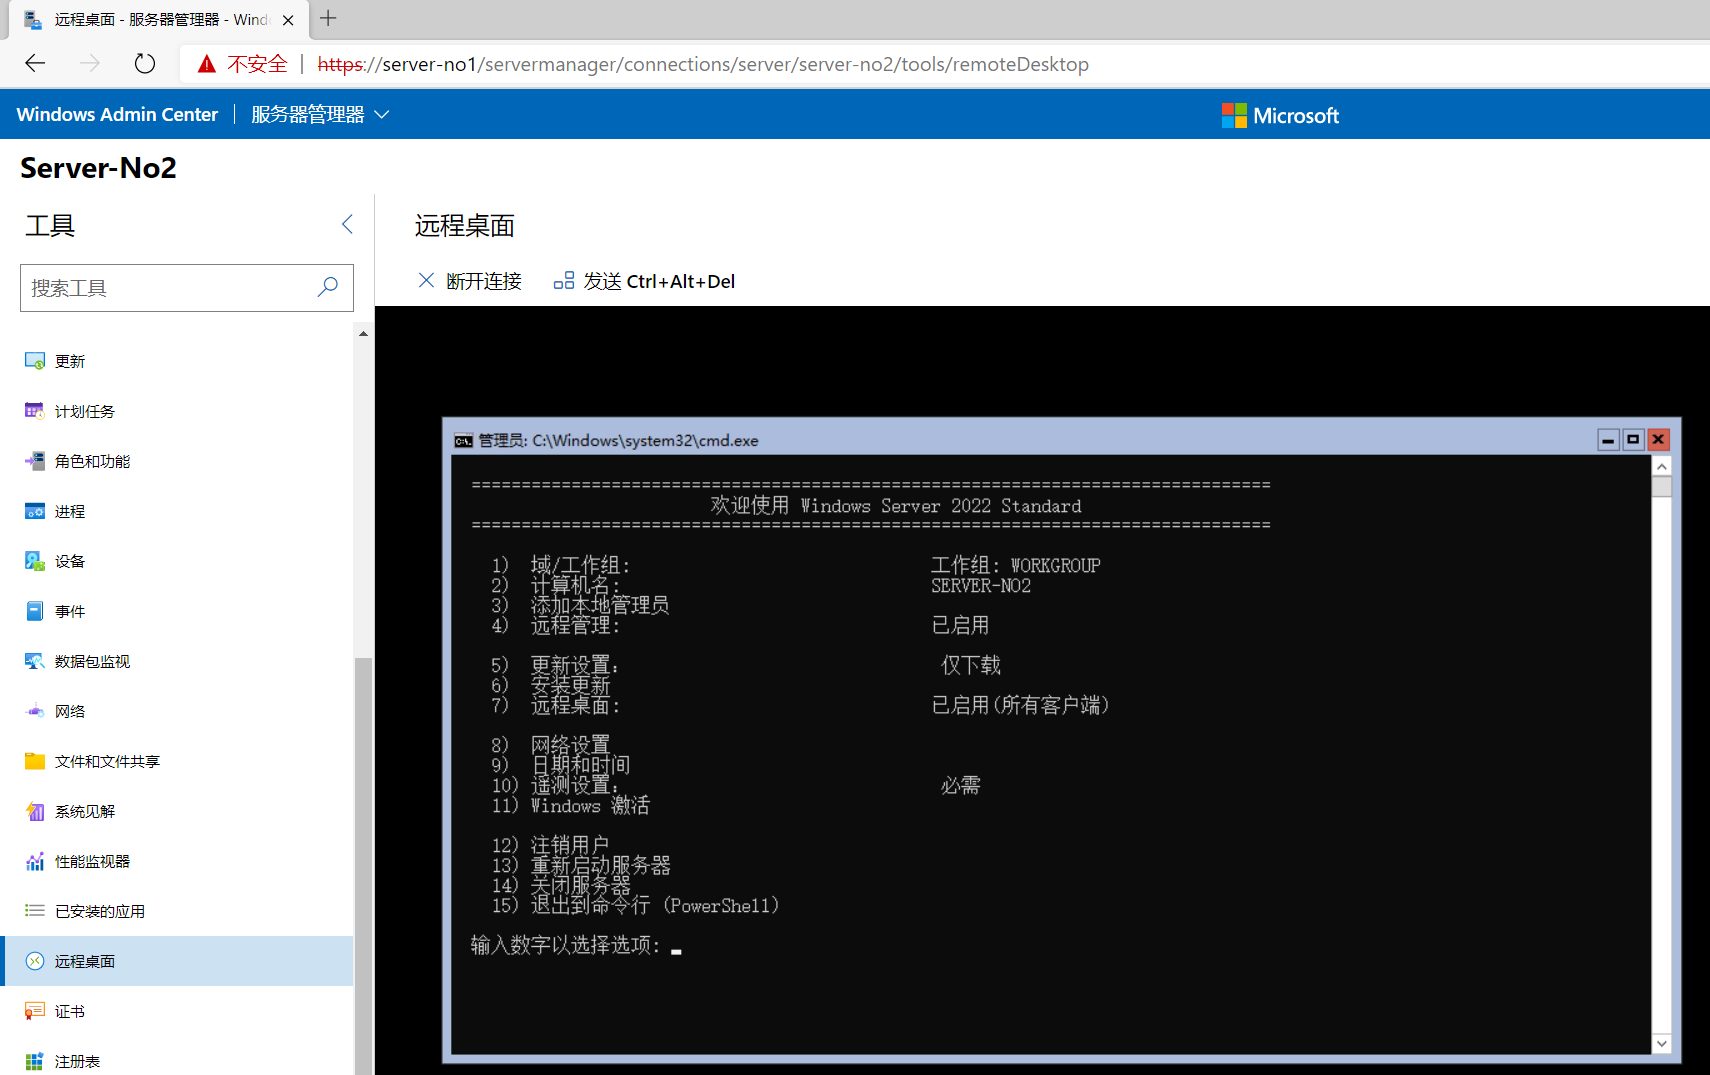 远程桌面 - 服务器管理器 - Wind
不安全 | https://server-no1/servermanager/connections/server/server-no2/tools/remoteDesktop
Windows Admin Center | 服务器管理器
Microsoft
Server-No2
工具
搜索工具
更新
计划任务
角色和功能
进程
设备
事件
数据包监视
网络
文件和文件共享
系统见解
性能监视器
已安装的应用
远程桌面
证书
注册表
远程桌面
断开连接 发送 Ctrl+Alt+Del
管理员: C:\Windows\system32\cmd.exe
================================================================================
欢迎使用 Windows Server 2022 Standard
================================================================================
1) 域/工作组: 工作组: WORKGROUP
2) 计算机名: SERVER-NO2
3) 添加本地管理员
4) 远程管理: 已启用
5) 更新设置: 仅下载
6) 安装更新
7) 远程桌面: 已启用(所有客户端)
8) 网络设置
9) 日期和时间
10) 遥测设置: 必需
11) Windows 激活
12) 注销用户
13) 重新启动服务器
14) 关闭服务器
15) 退出到命令行 (PowerShell)
输入数字以选择选项: